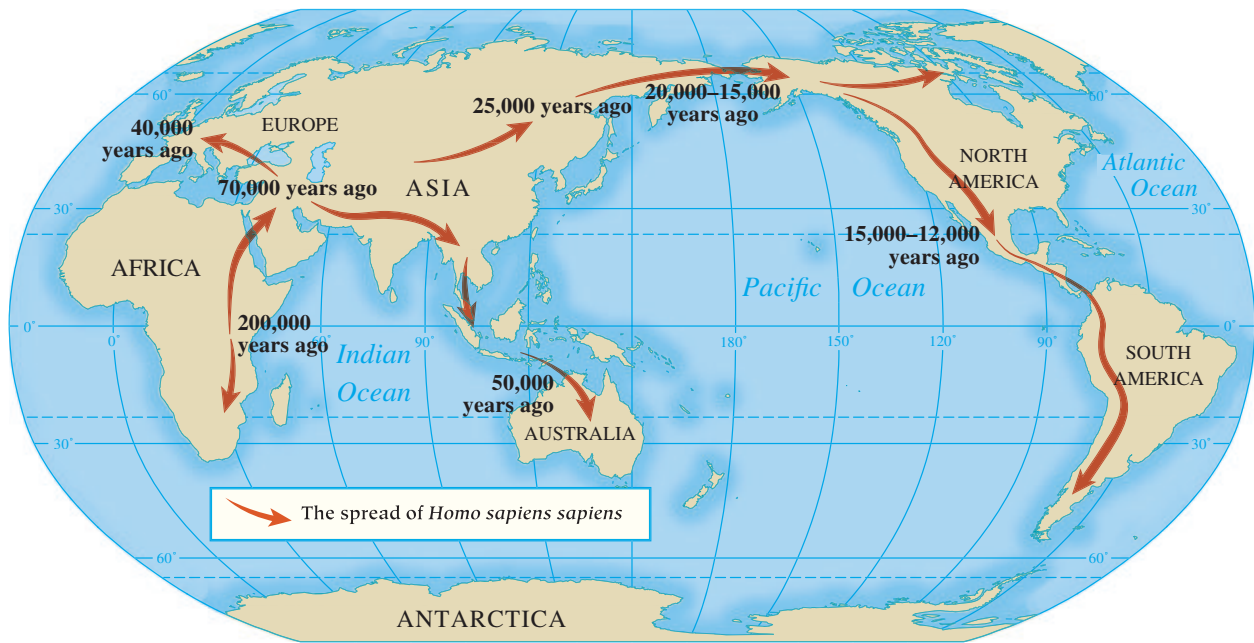 60˚
60˚
20,000–15,000
years ago
25,000 years ago
40,000
years ago
EUROPE
70,000 years ago
ASIA
NORTH
AMERICA
Atlantic
Ocean
30˚
30˚
15,000–12,000
years ago
AFRICA
Pacific Ocean
200,000
years ago
0˚
0˚
0˚
60˚
90˚
180˚
150˚
120˚
90˚
Indian
Ocean
SOUTH
AMERICA
50,000
years ago
AUSTRALIA
30˚
30˚
The spread of Homo sapiens sapiens
60˚
60˚
ANTARCTICA